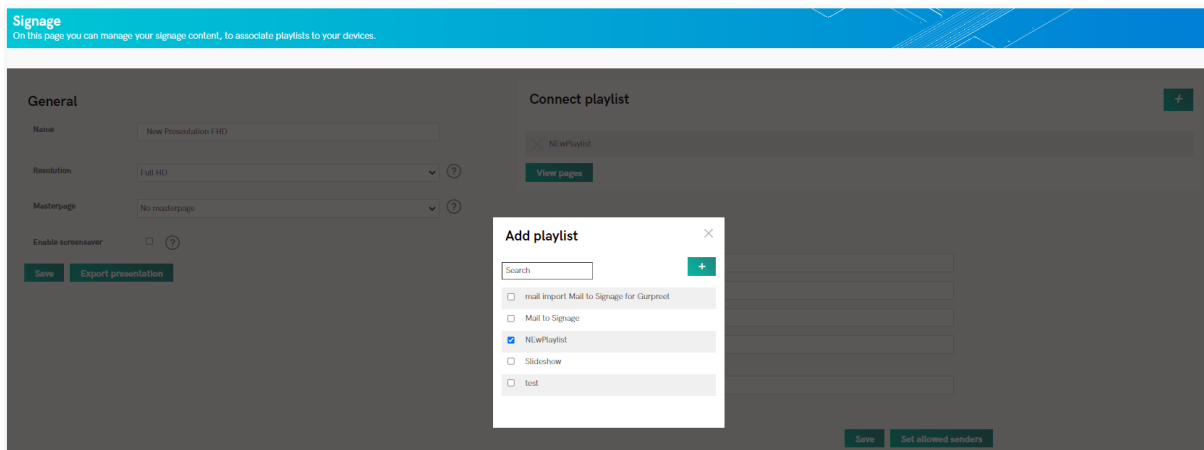 Signage
On this page you can manage your signage content, to associate playlists to your devices.
General
Name
New Presentation FHD
Resolution
Full HD
?
Masterpage
No masterpage
?
Enable screensaver
?
Save
Export presentation
Connect playlist
+
NEwPlaylist
View pages
Add playlist
Search
+
mail import Mail to Signage for Gurpreet
Mail to Signage
NEwPlaylist
Slideshow
test
Save
Set allowed senders